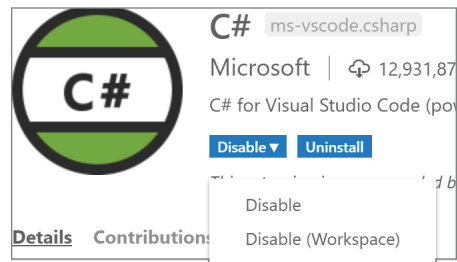 C# ms-vscode.csharp
C#
Microsoft 12,931,87
C# for Visual Studio Code (pov
Disable Uninstall
Disable
Details Contributions
Disable (Workspace)